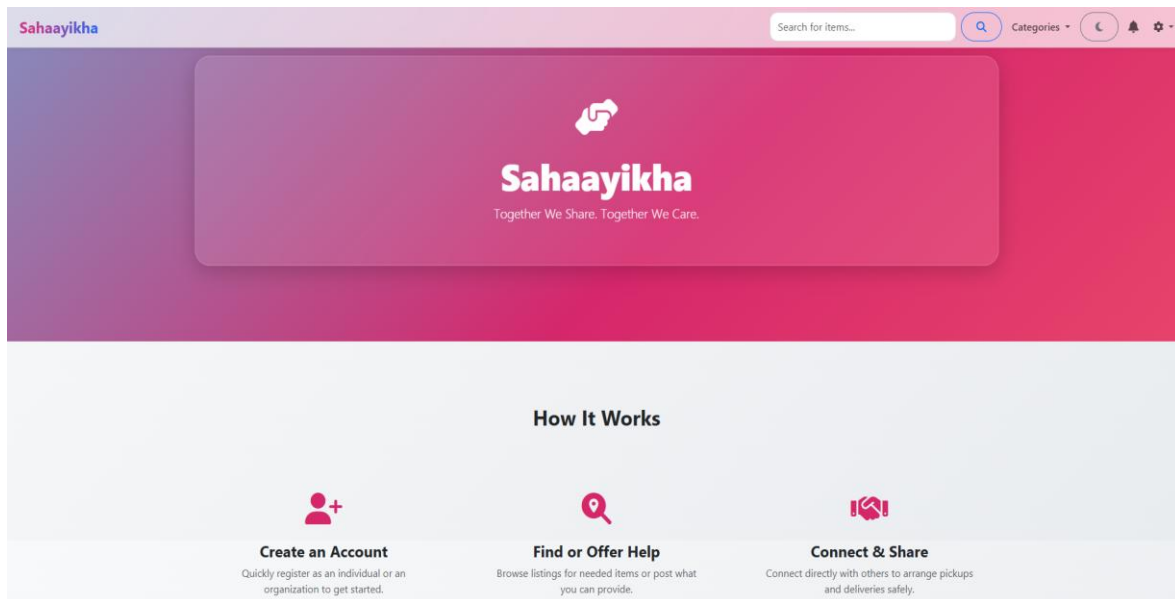 Sahaayikha
Search for items...
Categories
Sahaayikha
Together We Share. Together We Care.
How It Works
Create an Account
Quickly register as an individual or an
organization to get started.
Find or Offer Help
Browse listings for needed items or post what
you can provide.
Connect & Share
Connect directly with others to arrange pickups
and deliveries safely.